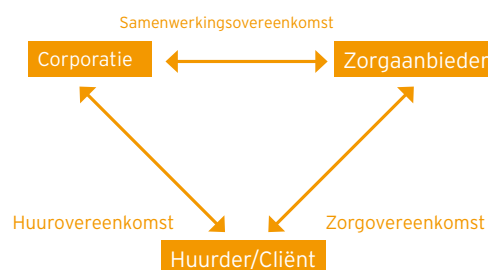 Samenwerkingsovereenkomst
Corporatie
Zorgaanbieder
Huurovereenkomst
Zorgovereenkomst
Huurder/Cliënt